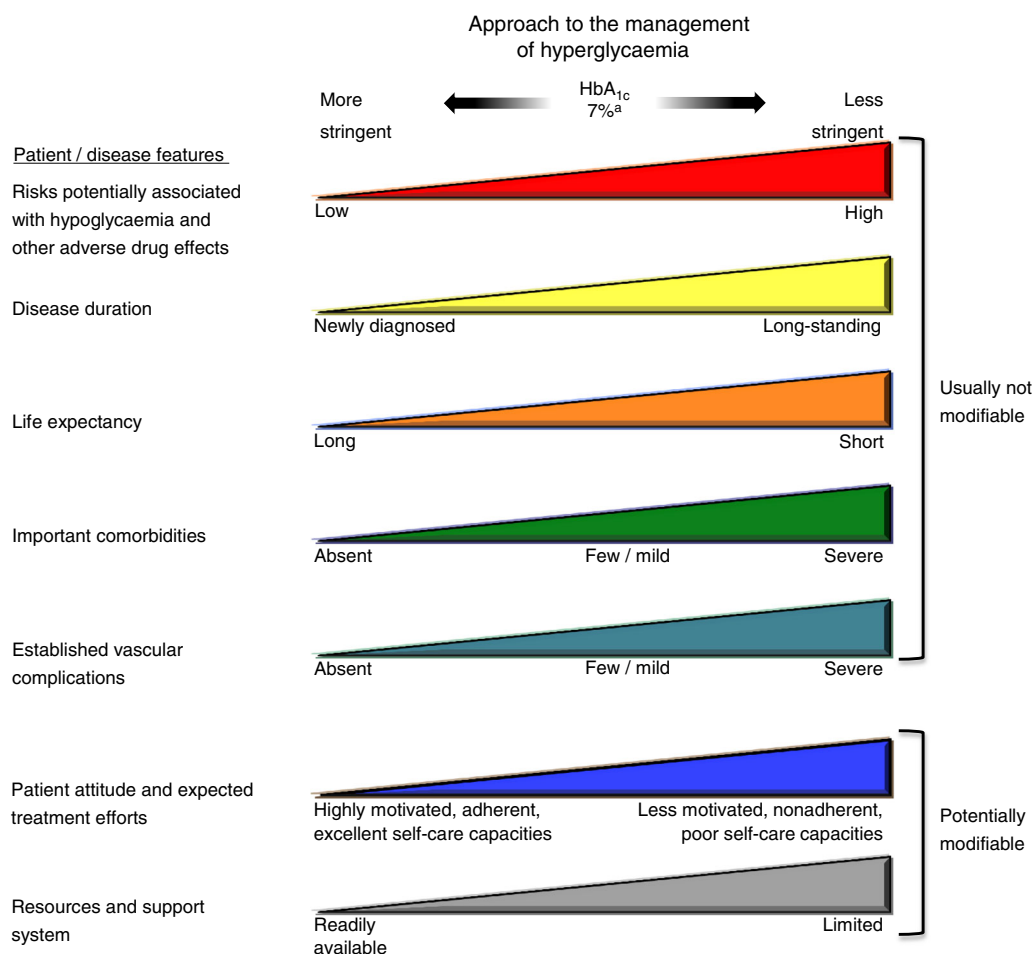 Approach to the management
of hyperglycaemia
More
stringent
HbA1c
7%a
Less
stringent
Patient / disease features
Risks potentially associated
with hypoglycaemia and
other adverse drug effects
Low
High
Disease duration
Newly diagnosed
Long-standing
Life expectancy
Long
Short
Usually not
modifiable
Important comorbidities
Absent
Few / mild
Severe
Established vascular
complications
Absent
Few / mild
Severe
Patient attitude and expected
treatment efforts
Highly motivated, adherent,
excellent self-care capacities
Less motivated, nonadherent,
poor self-care capacities
Potentially
modifiable
Resources and support
system
Readily
available
Limited